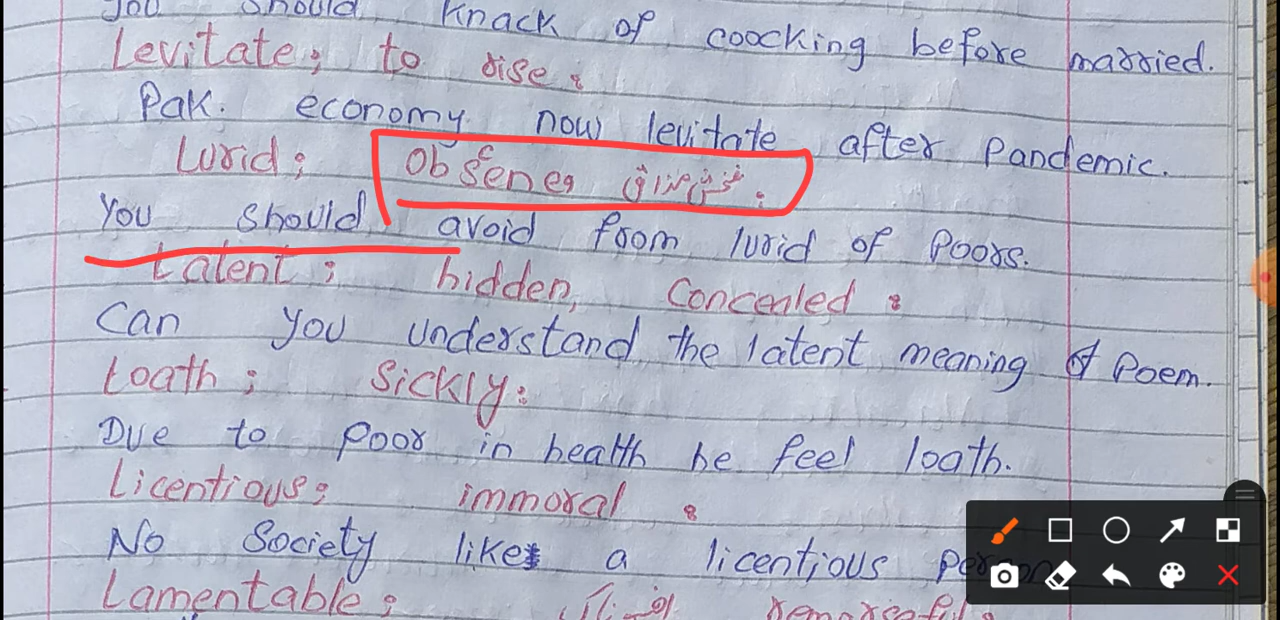 should knack of coocking before married.
Levitate; to rise:
Pak. economy now levitate after Pandemic.
Lurid; Obscene,
You should avoid from lurid of Poors.
Latent; hidden, Concealed:
Can you understand the latent meaning of Poem.
Loath; Sickly:
Due to poor in health he feel loath.
Licentious; immoral:
No Society like a licentious
Lamentable;